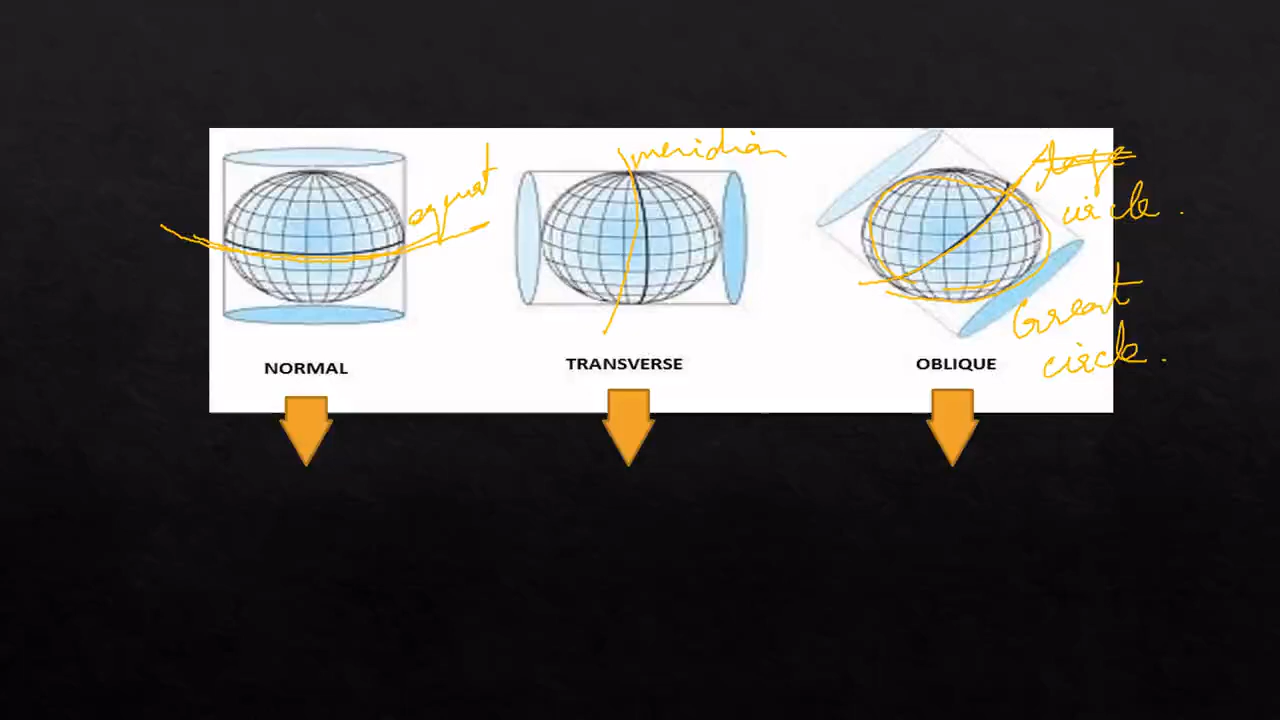 meridian
equat
circle.
Great
circle.
NORMAL
TRANSVERSE
OBLIQUE